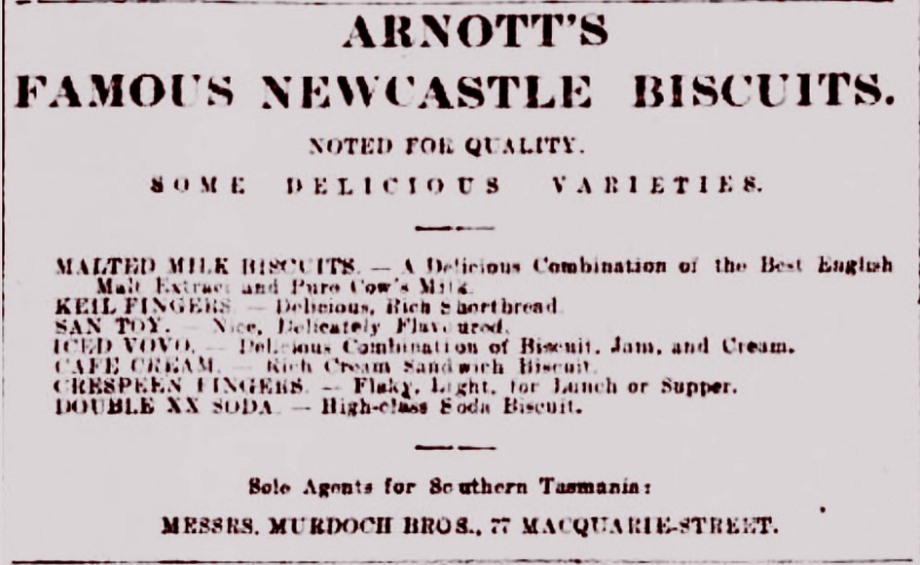 ARNOTT'S
FAMOUS NEWCASTLE BISCUITS.
NOTED FOR QUALITY.
SOME DELICIOUS VARIETIES.
MALTED MILK BISCUITS. — A Delicious Combination of the Best English
Malt Extract and Pure Cow's Milk.
KEIL FINGERS — Delicious, Rich Shortbread.
SAN TOY. — Nice, Delicately Flavoured.
ICED VOVO. — Delicious Combination of Biscuit, Jam, and Cream.
CAFE CREAM. — Rich Cream Sandwich Biscuit.
CRESPEEN FINGERS. — Flaky, Light, for Lunch or Supper.
DOUBLE XX SODA. — High-class Soda Biscuit.
Sole Agents for Southern Tasmania:
MESSRS. MURDOCH BROS., 77 MACQUARIE-STREET.